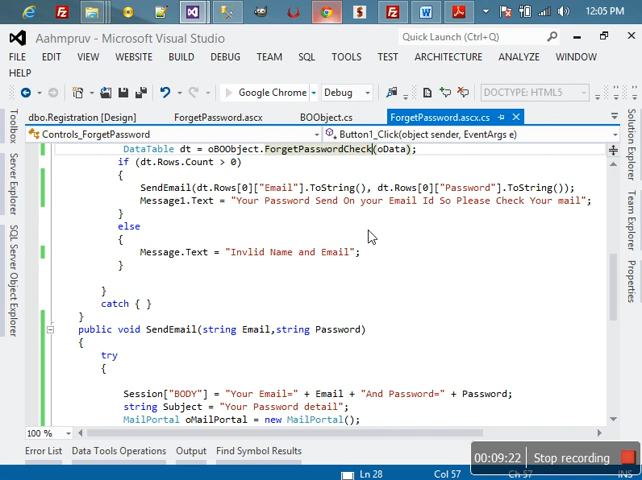 12:05 PM
Aahmpruv - Microsoft Visual Studio
Quick Launch (Ctrl+Q)
FILE EDIT VIEW WEBSITE BUILD DEBUG TEAM SQL TOOLS TEST ARCHITECTURE ANALYZE WINDOW
HELP
Google Chrome Debug DOCTYPE: HTML5
dbo.Registration [Design] ForgetPassword.ascx BOObject.cs ForgetPassword.ascx.cs
Controls_ForgetPassword Button1_Click(object sender, EventArgs e)
Toolbox
Server Explorer
SQL Server Object Explorer
DataTable dt = oBOObject.ForgetPasswordCheck(oData);
if (dt.Rows.Count > 0)
{
SendEmail(dt.Rows[0]["Email"].ToString(), dt.Rows[0]["Password"].ToString());
Message1.Text = "Your Password Send On your Email Id So Please Check Your mail";
}
else
{
Message.Text = "Invlid Name and Email";
}
}
catch { }
}
public void SendEmail(string Email,string Password)
{
try
{
Session["BODY"] = "Your Email=" + Email + "And Password=" + Password;
string Subject = "Your Password detail";
MailPortal oMailPortal = new MailPortal();
Solution Explorer
Team Explorer
Properties
100 %
Error List Data Tools Operations Output Find Symbol Results
00:09:22 Stop recording
Ln 28 Col 57 Ch 57 INS